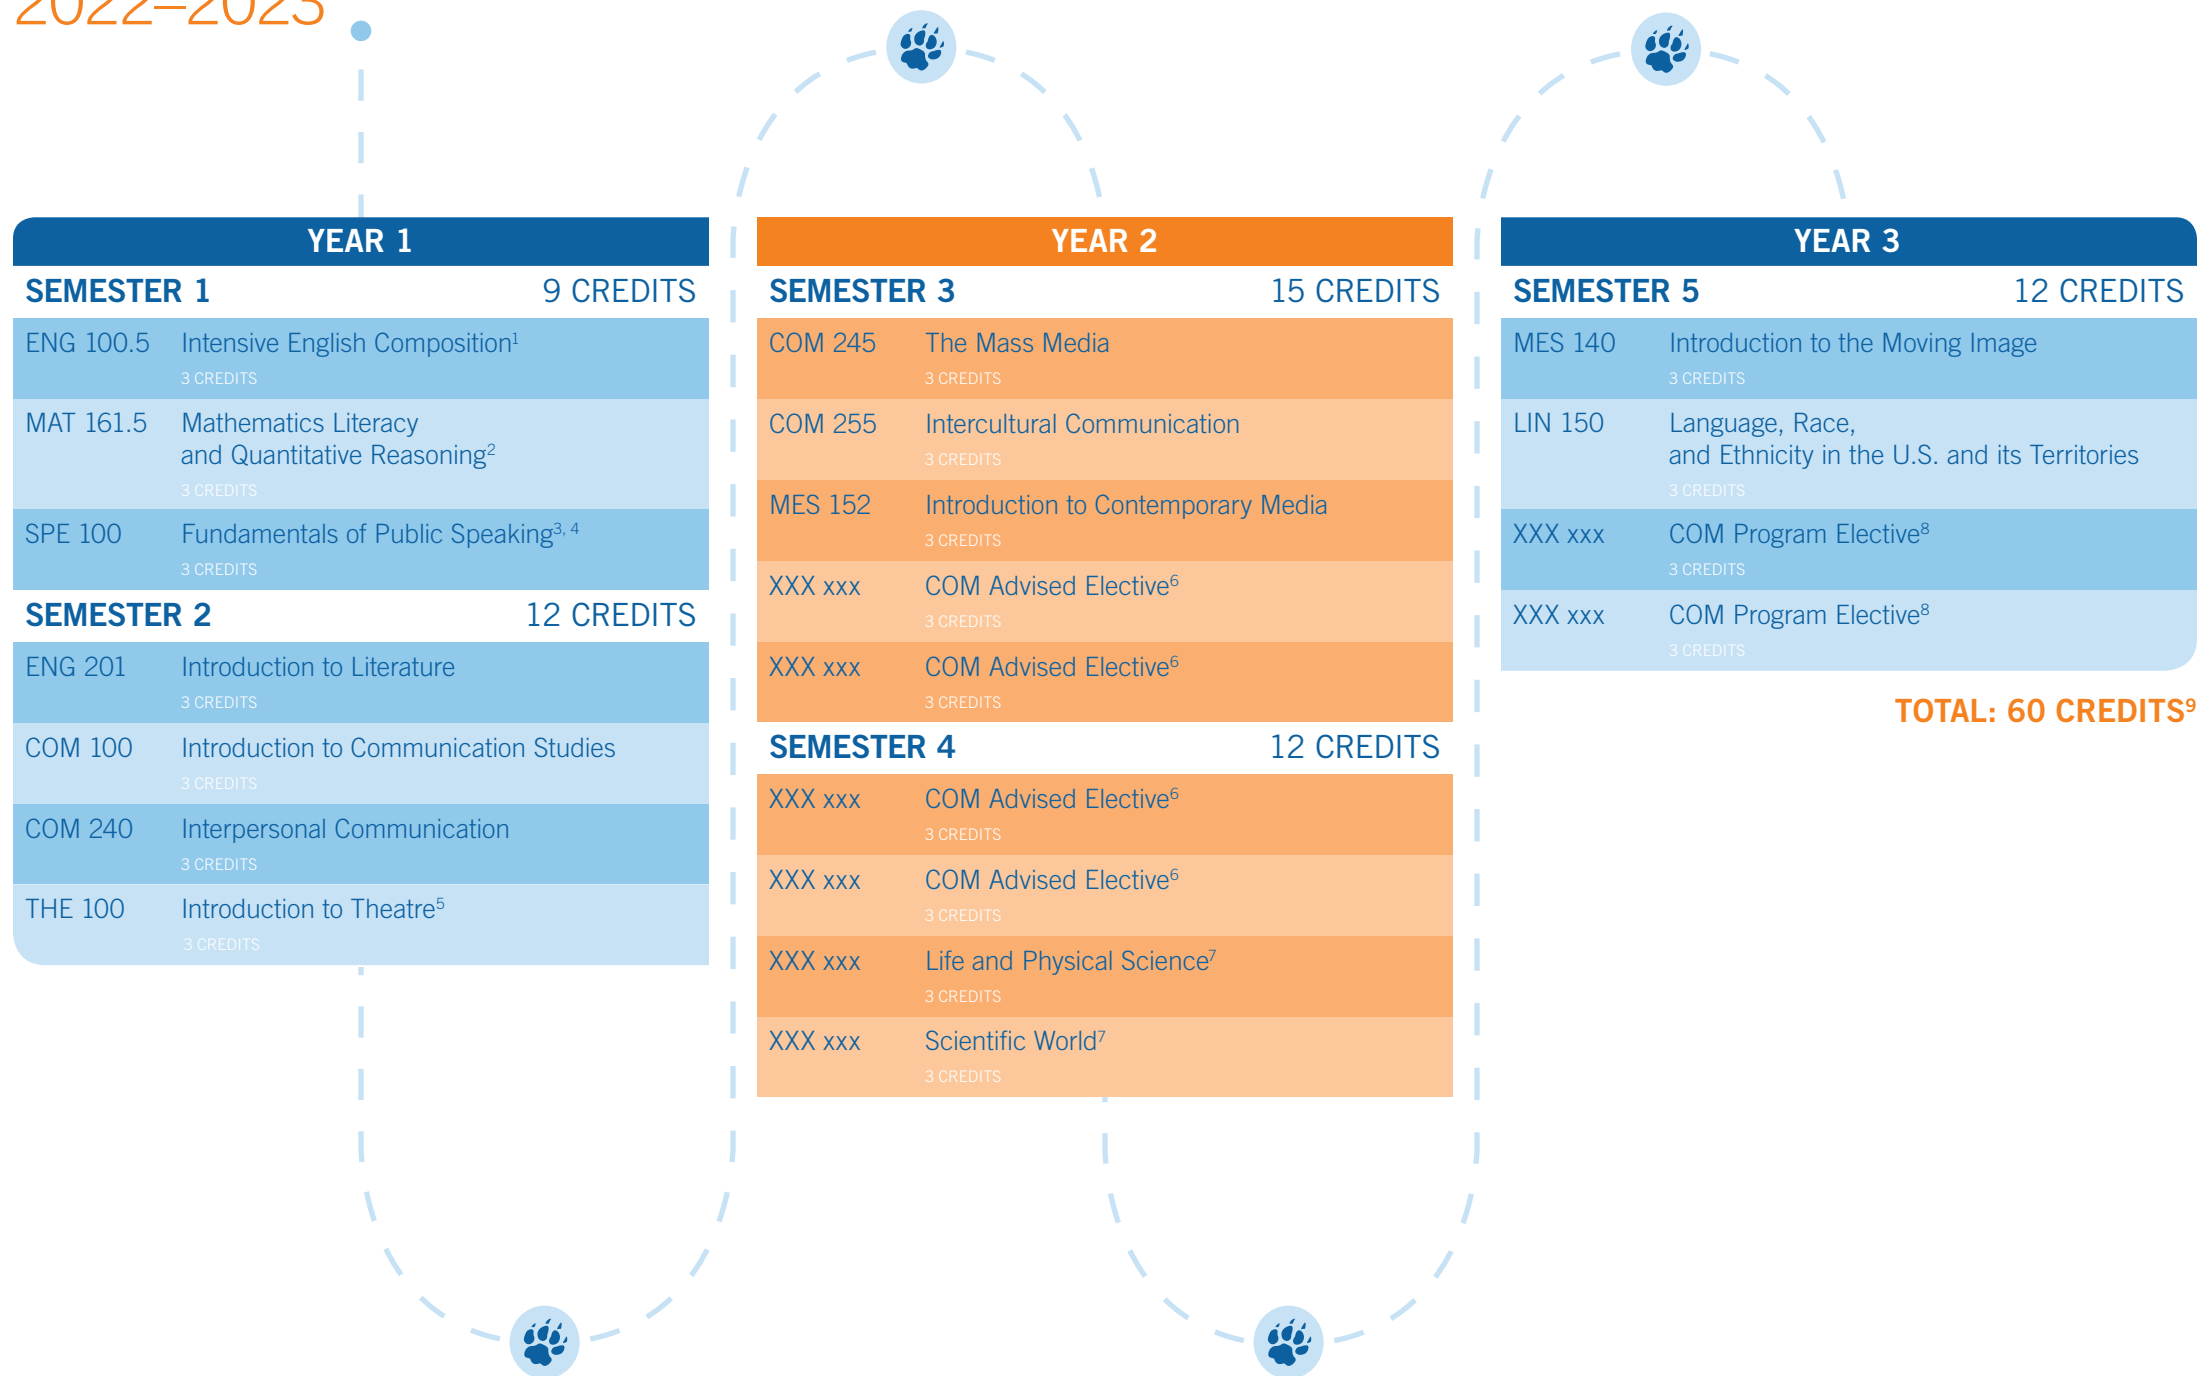 2022–2023
YEAR 1
SEMESTER 1 9 CREDITS
ENG 100.5 Intensive English Composition¹
3 CREDITS
MAT 161.5 Mathematics Literacy
and Quantitative Reasoning²
3 CREDITS
SPE 100 Fundamentals of Public Speaking³, ⁴
3 CREDITS
SEMESTER 2 12 CREDITS
ENG 201 Introduction to Literature
3 CREDITS
COM 100 Introduction to Communication Studies
3 CREDITS
COM 240 Interpersonal Communication
3 CREDITS
THE 100 Introduction to Theatre⁵
3 CREDITS
YEAR 2
SEMESTER 3 15 CREDITS
COM 245 The Mass Media
3 CREDITS
COM 255 Intercultural Communication
3 CREDITS
MES 152 Introduction to Contemporary Media
3 CREDITS
XXX xxx COM Advised Elective⁶
3 CREDITS
XXX xxx COM Advised Elective⁶
3 CREDITS
SEMESTER 4 12 CREDITS
XXX xxx COM Advised Elective⁶
3 CREDITS
XXX xxx COM Advised Elective⁶
3 CREDITS
XXX xxx Life and Physical Science⁷
3 CREDITS
XXX xxx Scientific World⁷
3 CREDITS
YEAR 3
SEMESTER 5 12 CREDITS
MES 140 Introduction to the Moving Image
3 CREDITS
LIN 150 Language, Race,
and Ethnicity in the U.S. and its Territories
3 CREDITS
XXX xxx COM Program Elective⁸
3 CREDITS
XXX xxx COM Program Elective⁸
3 CREDITS
TOTAL: 60 CREDITS⁹